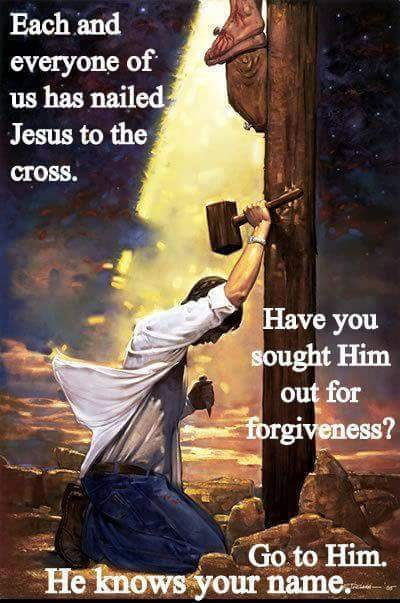 Each and
everyone of
us has nailed
Jesus to the
cross.
Have you
sought Him
out for
forgiveness?
Go to Him.
He knows your name.